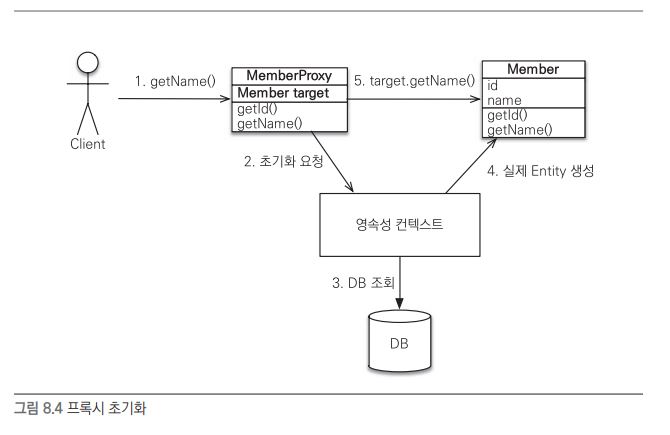 1. getName()
MemberProxy
Member target
getId()
getName()
5. target.getName()
Member
id
name
getId()
getName()
Client
2. 초기화 요청
4. 실제 Entity 생성
영속성 컨텍스트
3. DB 조회
DB
그림 8.4 프록시 초기화